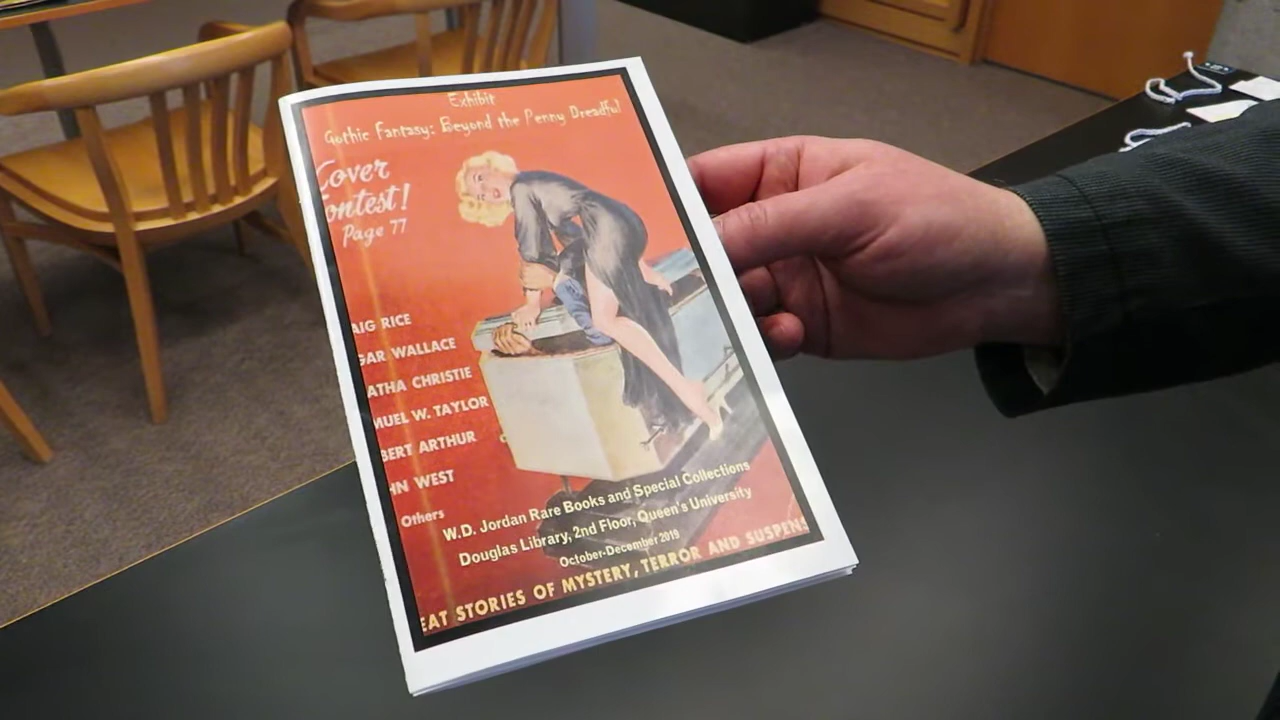 Exhibit
Gothic Fantasy: Beyond the Penny Dreadful
Cover
Contest!
Page 77
AIG RICE
GAR WALLACE
ATHA CHRISTIE
MUEL W. TAYLOR
BERT ARTHUR
HN WEST
Others
W.D. Jordan Rare Books and Special Collections
Douglas Library, 2nd Floor, Queen's University
October-December 2019
EAT STORIES OF MYSTERY, TERROR AND SUSPENS